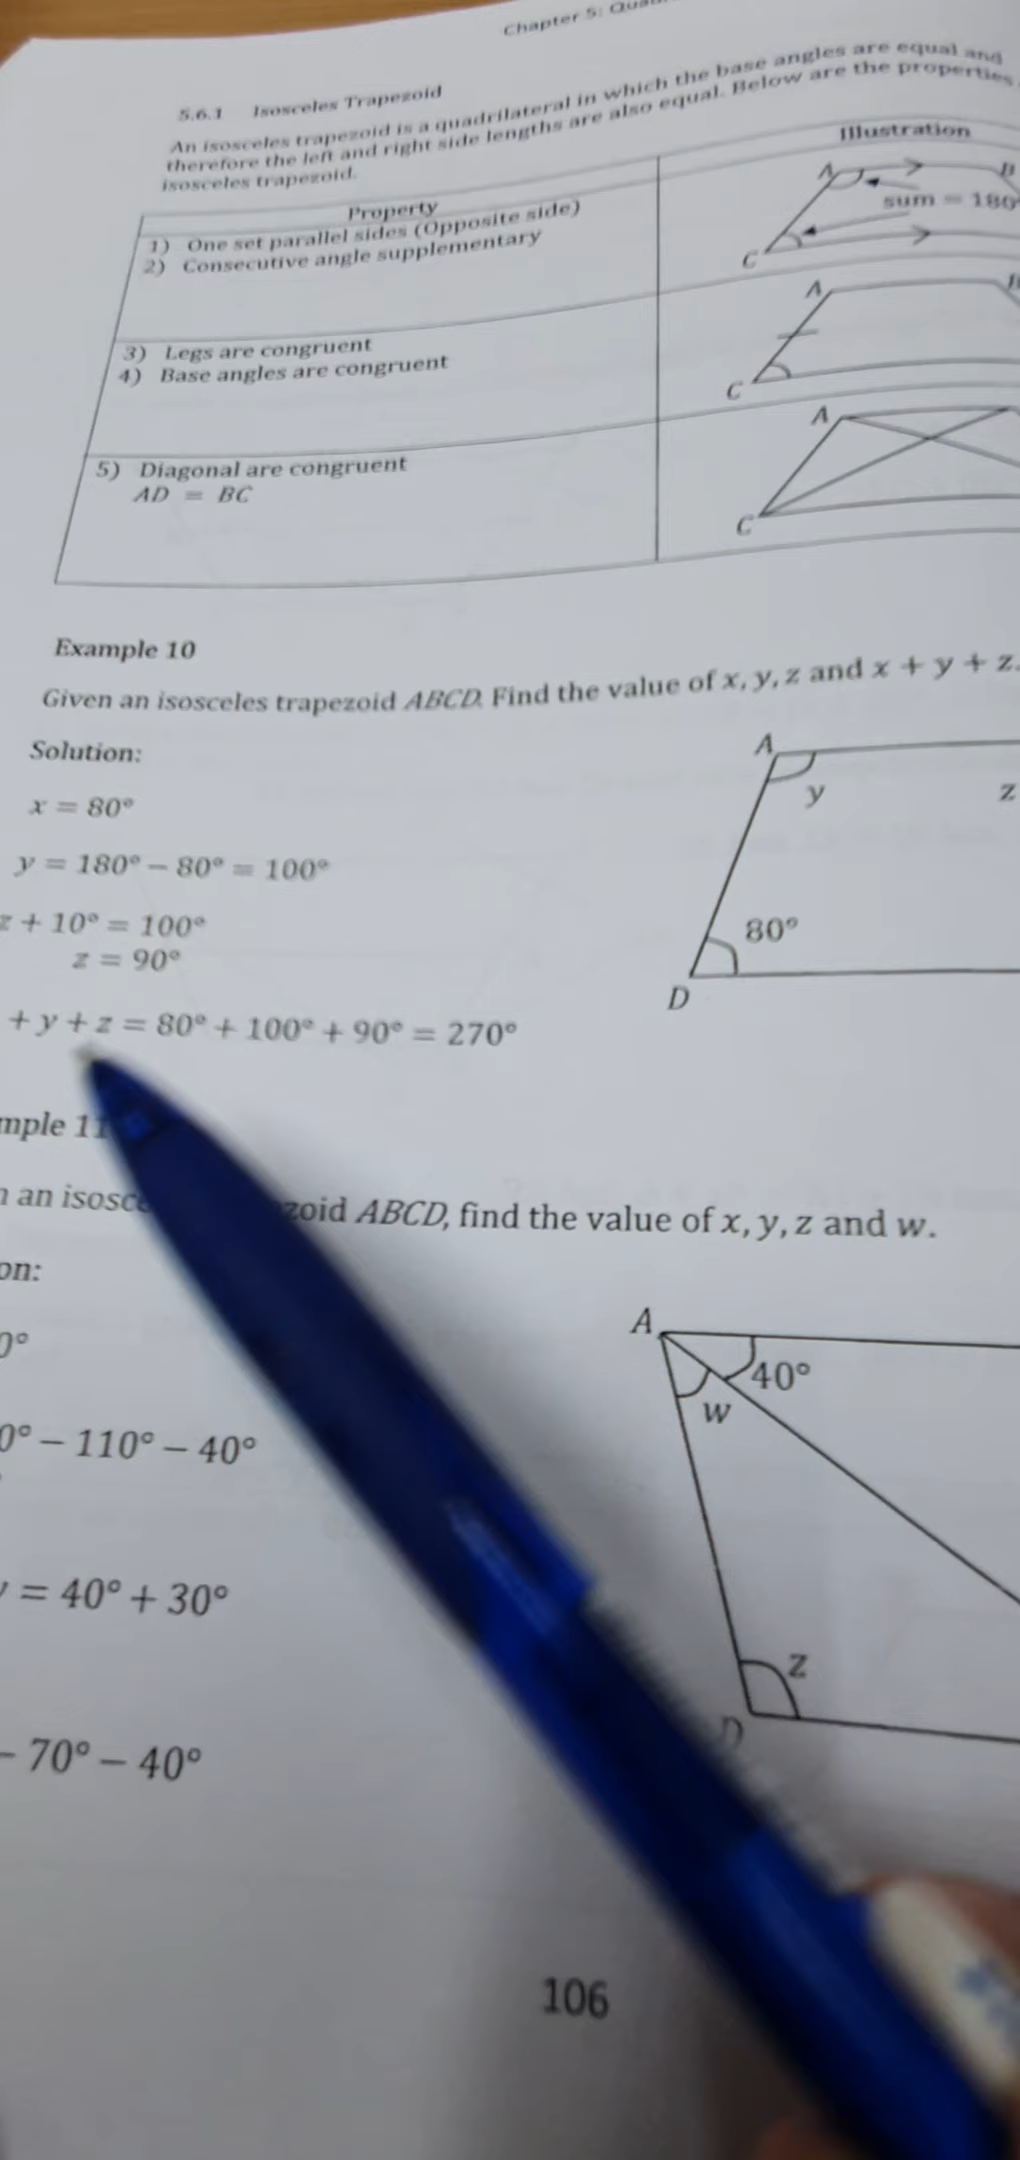 Chapter 5: Qua
5.6.1 Isosceles Trapezoid
An isosceles trapezoid is a quadrilateral in which the base angles are equal and
therefore the left and right side lengths are also equal. Below are the properties
isosceles trapezoid.
Property
Illustration
1) One set parallel sides (Opposite side)
2) Consecutive angle supplementary
A
B
sum = 180
C
3) Legs are congruent
4) Base angles are congruent
A
C
5) Diagonal are congruent
AD = BC
A
C
Example 10
Given an isosceles trapezoid ABCD. Find the value of x, y, z and x + y + z.
Solution:
x = 80°
y = 180° − 80° = 100°
z + 10° = 100°
z = 90°
+ y + z = 80° + 100° + 90° = 270°
A
y
z
80°
D
mple 11
an isosce zoid ABCD, find the value of x, y, z and w.
on:
0°
0° − 110° − 40°
= 40° + 30°
− 70° − 40°
A
40°
w
z
D
106